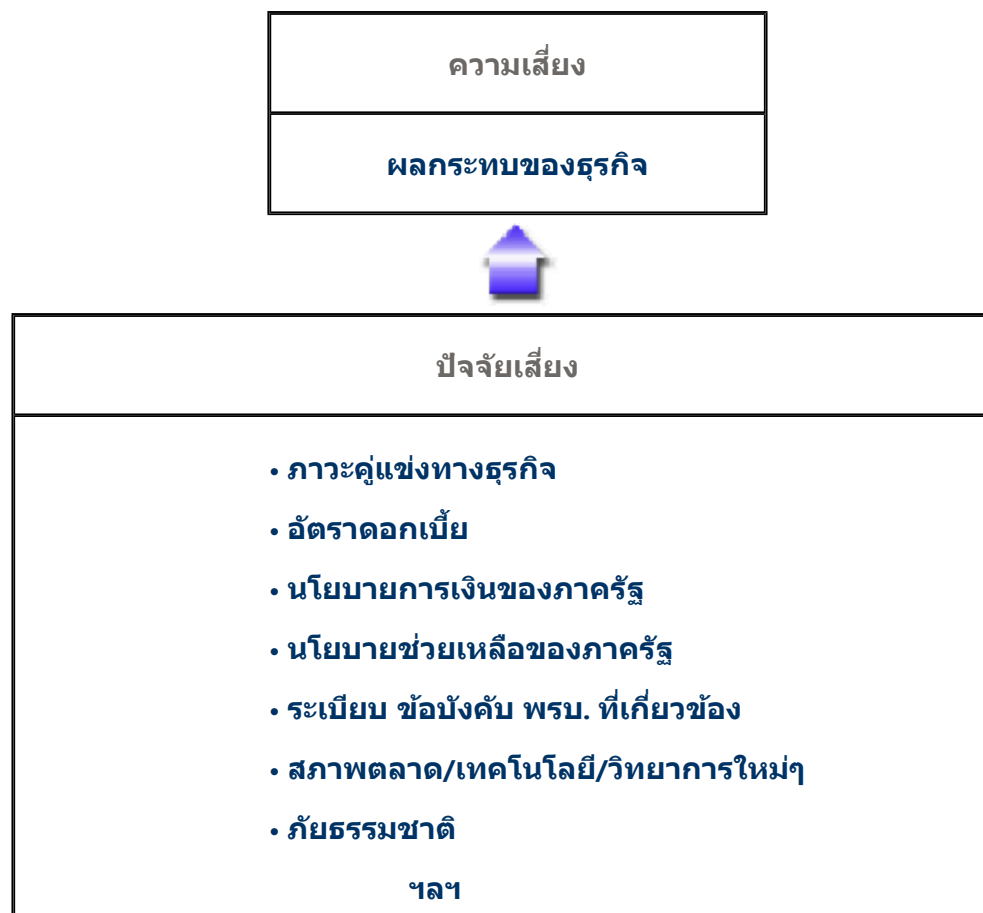 ความเสี่ยง
ผลกระทบของธุรกิจ
ปัจจัยเสี่ยง
• ภาวะคู่แข่งทางธุรกิจ
• อัตราดอกเบี้ย
• นโยบายการเงินของภาครัฐ
• นโยบายช่วยเหลือของภาครัฐ
• ระเบียบ ข้อบังคับ พรบ. ที่เกี่ยวข้อง
• สภาพตลาด/เทคโนโลยี/วิทยาการใหม่ๆ
• ภัยธรรมชาติ
ฯลฯ